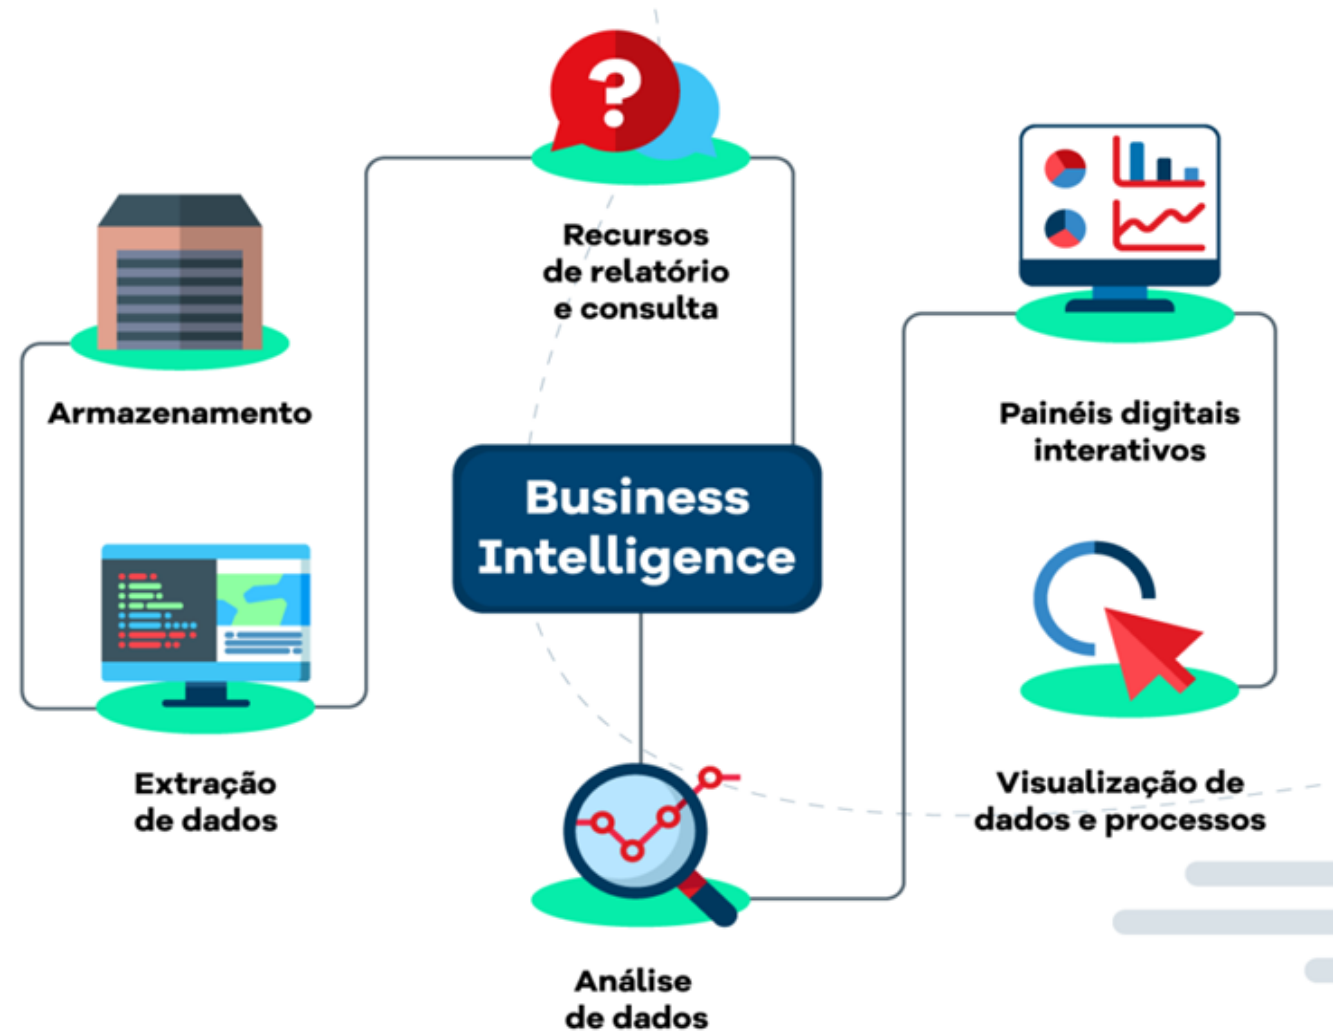 ?
Recursos
de relatório
e consulta
Armazenamento
Painéis digitais
interativos
Business
Intelligence
Extração
de dados
Visualização de
dados e processos
Análise
de dados